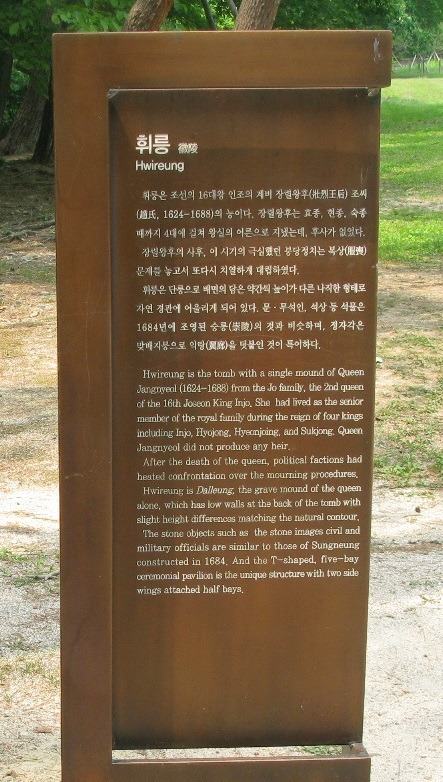 휘릉 徽陵
Hwireung
휘릉은 조선의 16대왕 인조의 계비 장렬왕후(壯烈王后) 조씨
(趙氏, 1624-1688)의 능이다. 장렬왕후는 효종, 현종, 숙종
때까지 4대에 걸쳐 왕실의 어른으로 지냈는데, 후사가 없었다.
장렬왕후의 사후, 이 시기의 극심했던 붕당정치는 복상(服喪)
문제를 놓고서 또다시 치열하게 대립하였다.
휘릉은 단릉으로 배면의 담은 약간씩 높이가 다른 나직한 형태로
자연 경관에 어울리게 되어 있다. 문·무석인, 석상 등 석물은
1684년에 조영된 숭릉(崇陵)의 것과 비슷하며, 정자각은
맞배지붕으로 익랑(翼廊)을 덧붙인 것이 특이하다.
Hwireung is the tomb with a single mound of Queen
Jangnyeol (1624-1688) from the Jo family, the 2nd queen
of the 16th Joseon King Injo. She had lived as the senior
member of the royal family during the reign of four kings
including Injo, Hyojong, Hyeonjoing, and Sukjong. Queen
Jangnyeol did not produce any heir.
After the death of the queen, political factions had
heated confrontation over the mourning procedures.
Hwireung is Dalleung, the grave mound of the queen
alone, which has low walls at the back of the tomb with
slight height differences matching the natural contour.
The stone objects such as the stone images civil and
military officials are similar to those of Sungneung
constructed in 1684. And the T-shaped, five-bay
ceremonial pavilion is the unique structure with two side
wings attached half bays.